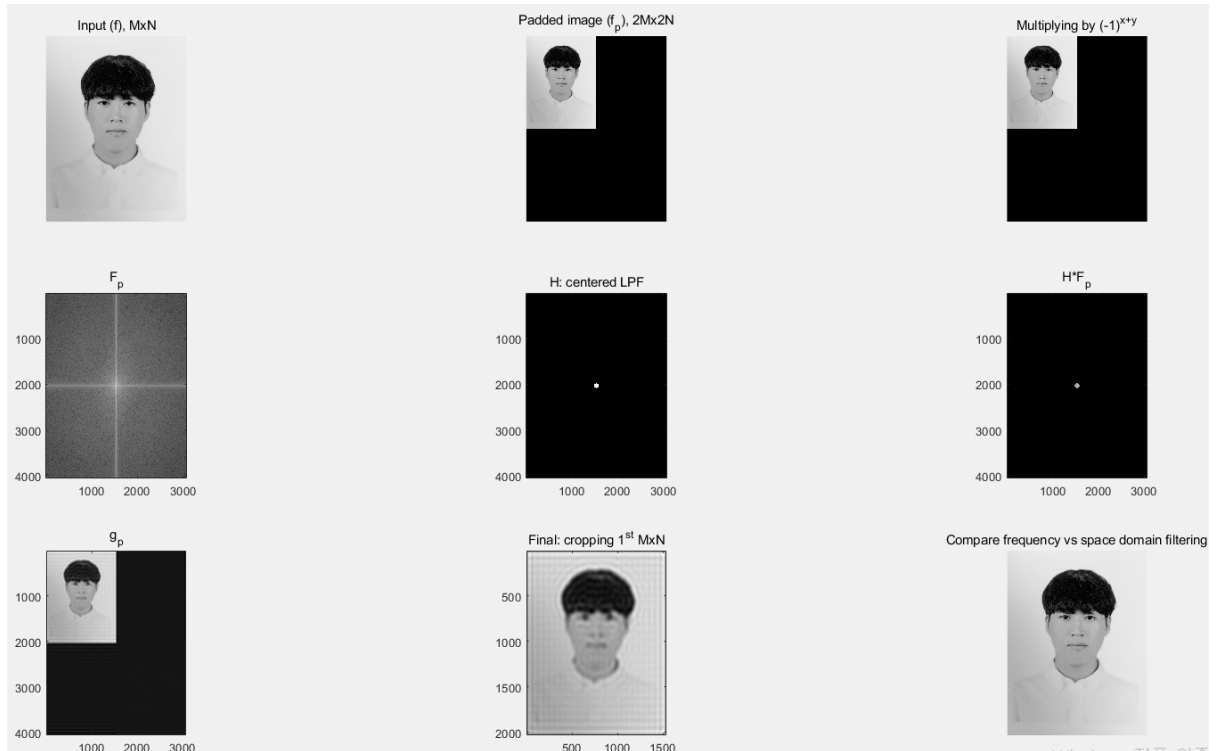 Input (f), MxN
Padded image (f_p), 2Mx2N
Multiplying by (-1)^x+y
F_p
1000
2000
3000
4000
1000 2000 3000
H: centered LPF
1000
2000
3000
4000
1000 2000 3000
H*F_p
1000
2000
3000
4000
1000 2000 3000
g_p
1000
2000
3000
4000
1000 2000 3000
Final: cropping 1^st MxN
500
1000
1500
2000
500 1000 1500
Compare frequency vs space domain filtering